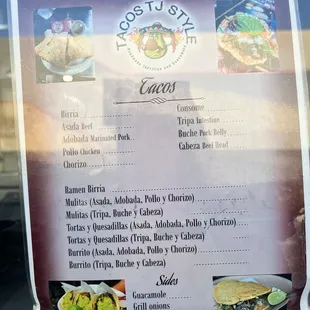 TACOS TJ STYLE
Tacos
Birria
Asada Beef
Adobada Marinated Pork
Pollo Chicken
Chorizo
Consome
Tripa Intestine
Buche Pork Belly
Cabeza Beef Head
Ramen Birria
Mulitas (Asada, Adobada, Pollo y Chorizo)
Mulitas (Tripa, Buche y Cabeza)
Tortas y Quesadillas (Asada, Adobada, Pollo y Chorizo)
Tortas y Quesadillas (Tripa, Buche y Cabeza)
Burrito (Asada, Adobada, Pollo y Chorizo)
Burrito (Tripa, Buche y Cabeza)
Sides
Guacamole
Grill onions